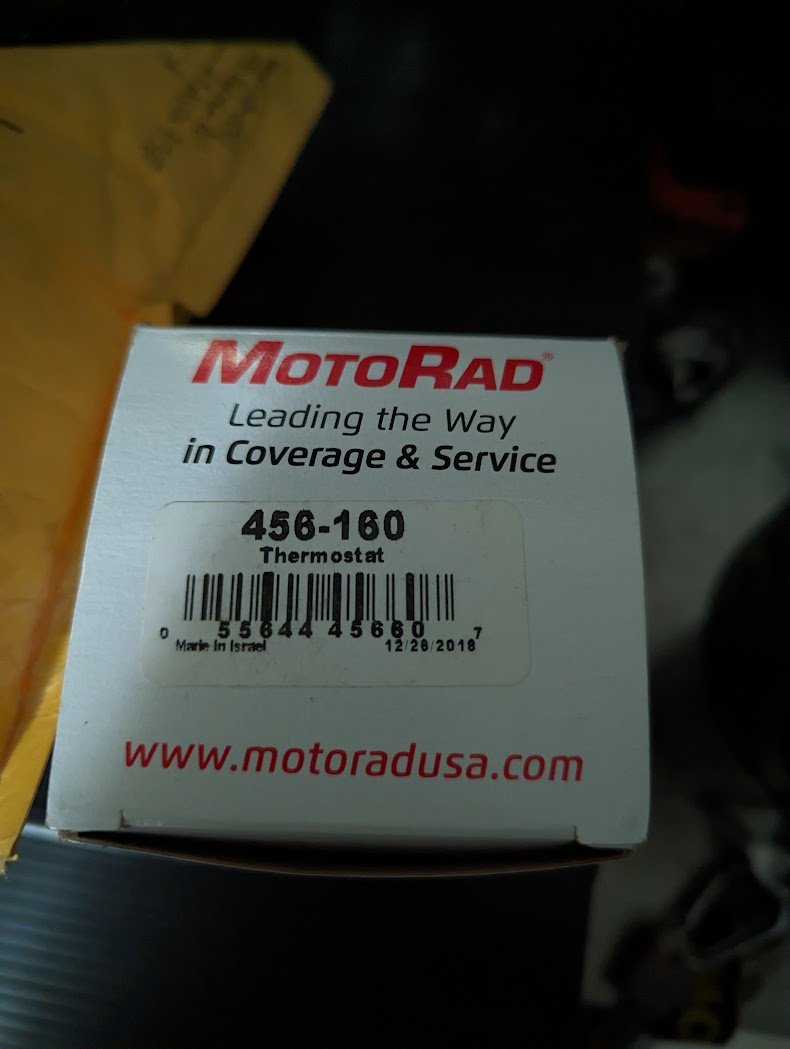 MOTORAD®
Leading the Way
in Coverage & Service
456-160
Thermostat
0 55644 45660 7
Made In Israel 12/26/2018
www.motoradusa.com